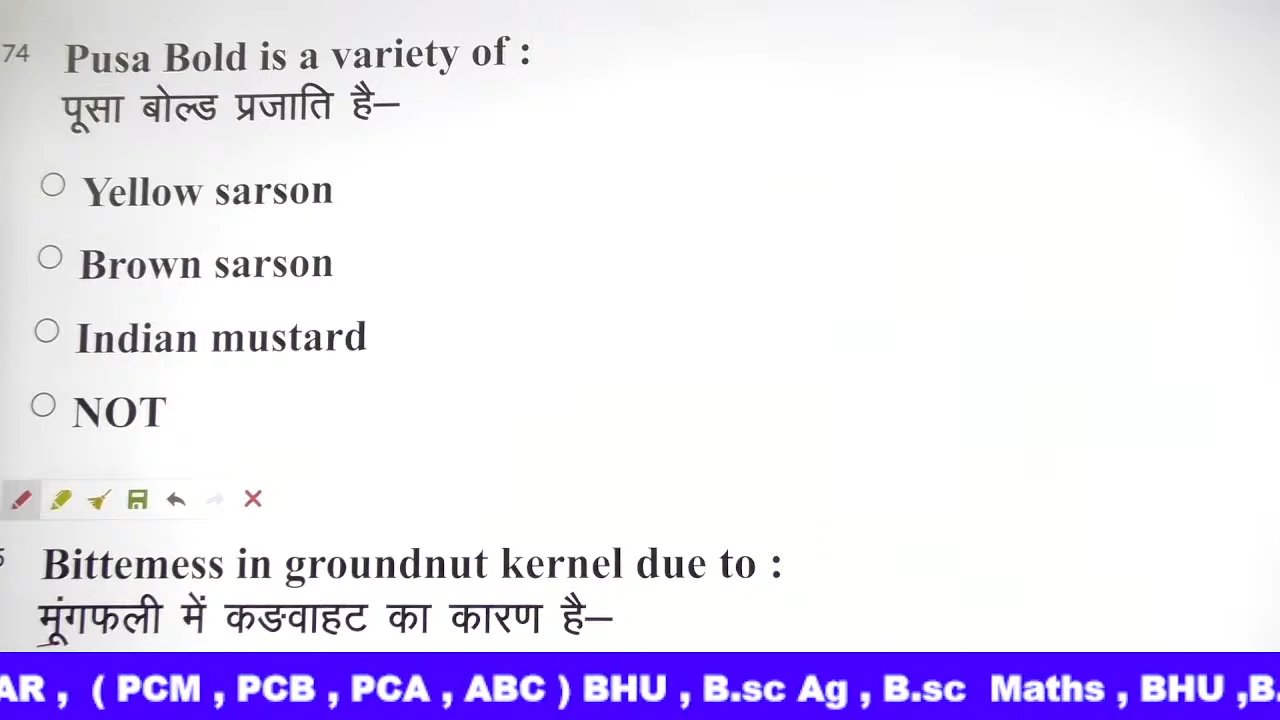 74 Pusa Bold is a variety of :
पूसा बोल्ड प्रजाति है–
Yellow sarson
Brown sarson
Indian mustard
NOT
Bittemess in groundnut kernel due to :
मूंगफली में कङवाहट का कारण है–
AR , ( PCM , PCB , PCA , ABC ) BHU , B.sc Ag , B.sc Maths , BHU ,B.